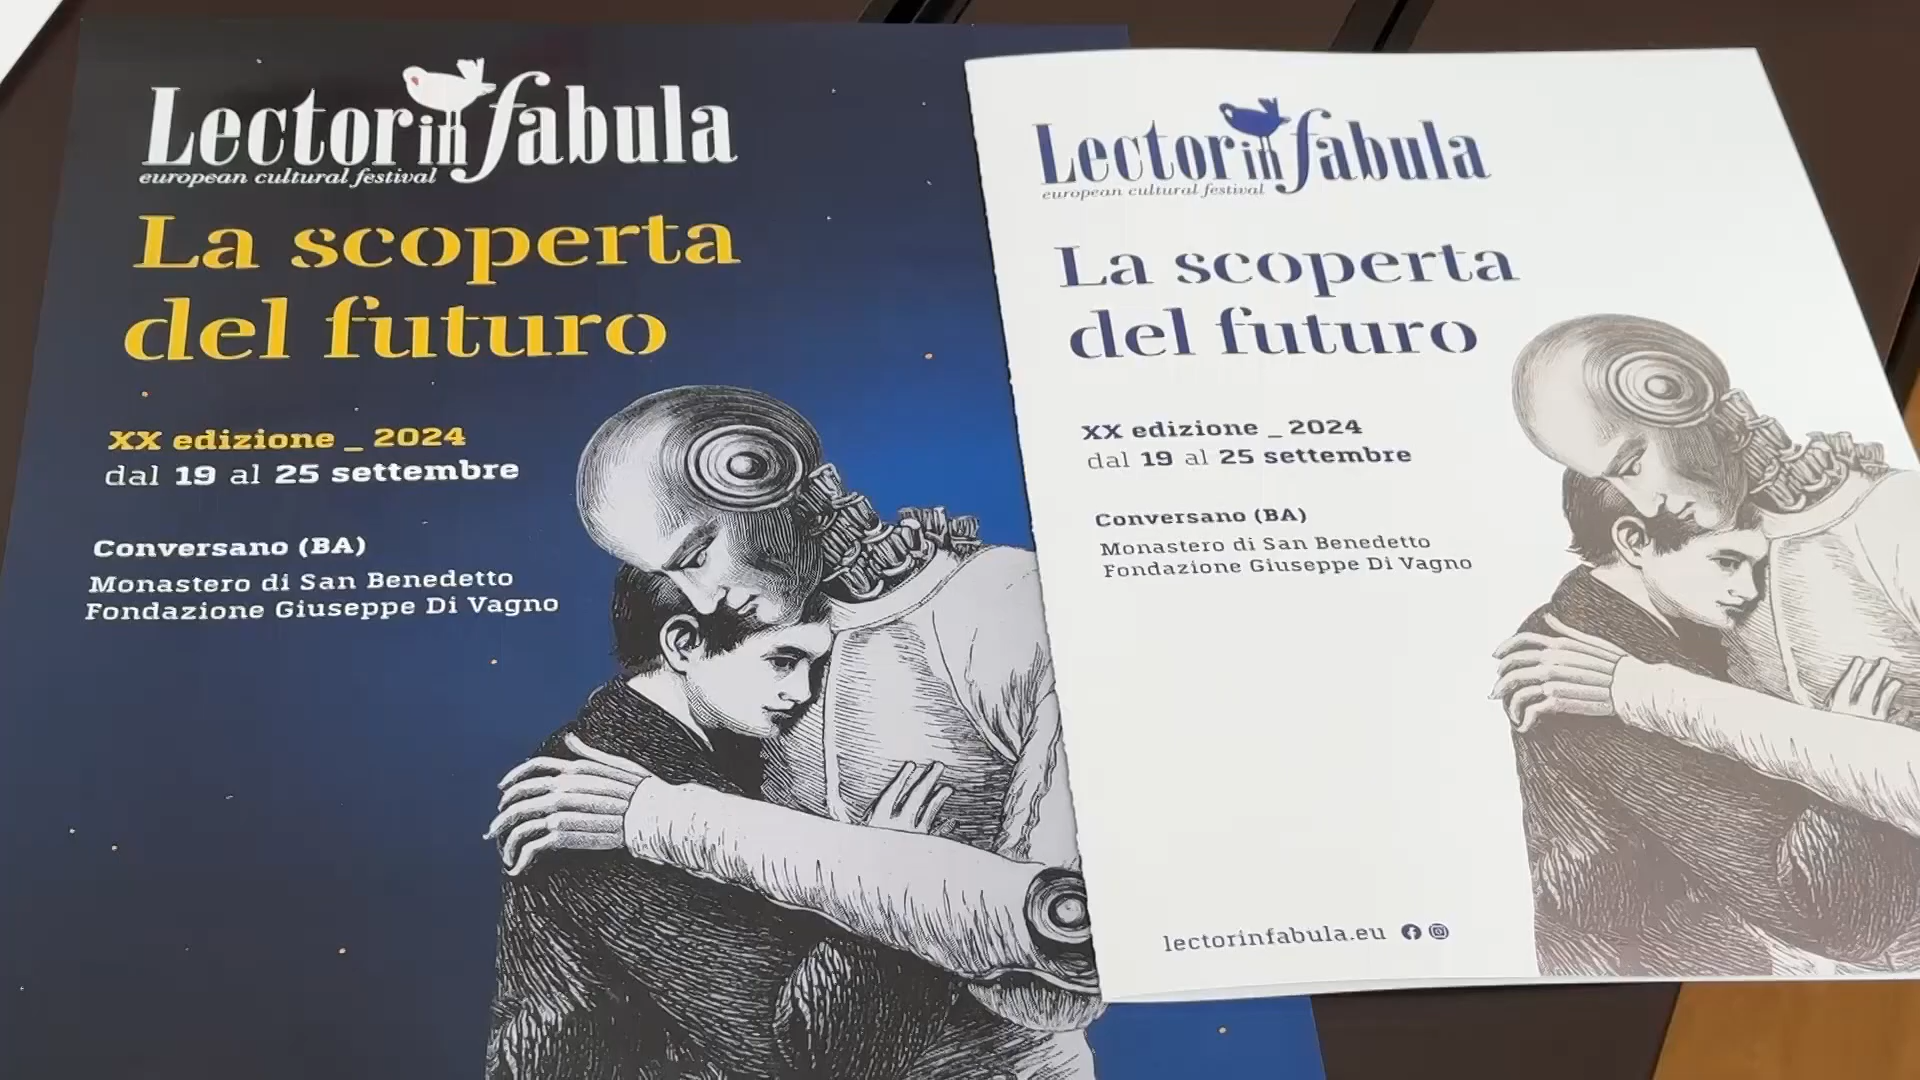 Lector in fabula
european cultural festival
La scoperta
del futuro
XX edizione _ 2024
dal 19 al 25 settembre
Conversano (BA)
Monastero di San Benedetto
Fondazione Giuseppe Di Vagno
Lector in fabula
european cultural festival
La scoperta
del futuro
XX edizione _ 2024
dal 19 al 25 settembre
Conversano (BA)
Monastero di San Benedetto
Fondazione Giuseppe Di Vagno
lectorinfabula.eu